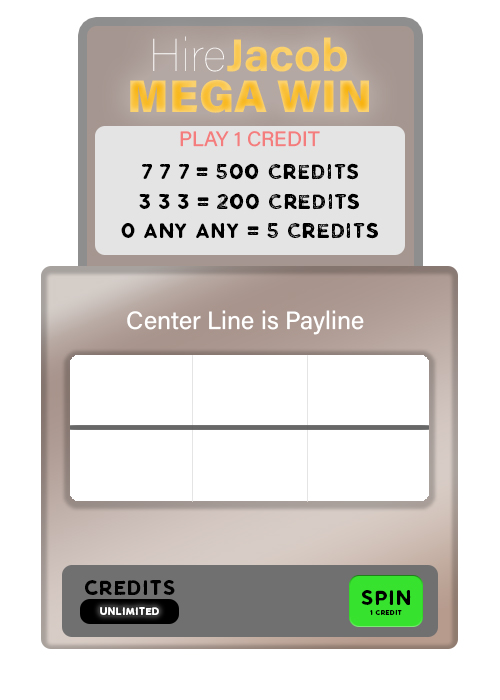 HireJacob
MEGA WIN
PLAY 1 CREDIT
7 7 7 = 500 CREDITS
3 3 3 = 200 CREDITS
0 ANY ANY = 5 CREDITS
Center Line is Payline
CREDITS
UNLIMITED
SPIN
1 CREDIT